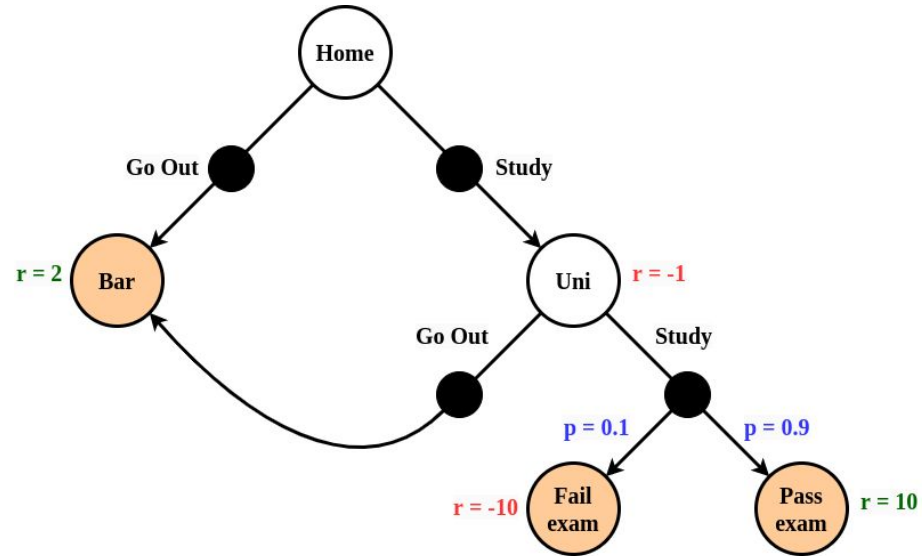 Home
Go Out
Study
r = 2
Bar
Uni
r = -1
Go Out
Study
p = 0.1
p = 0.9
r = -10
Fail
exam
Pass
exam
r = 10